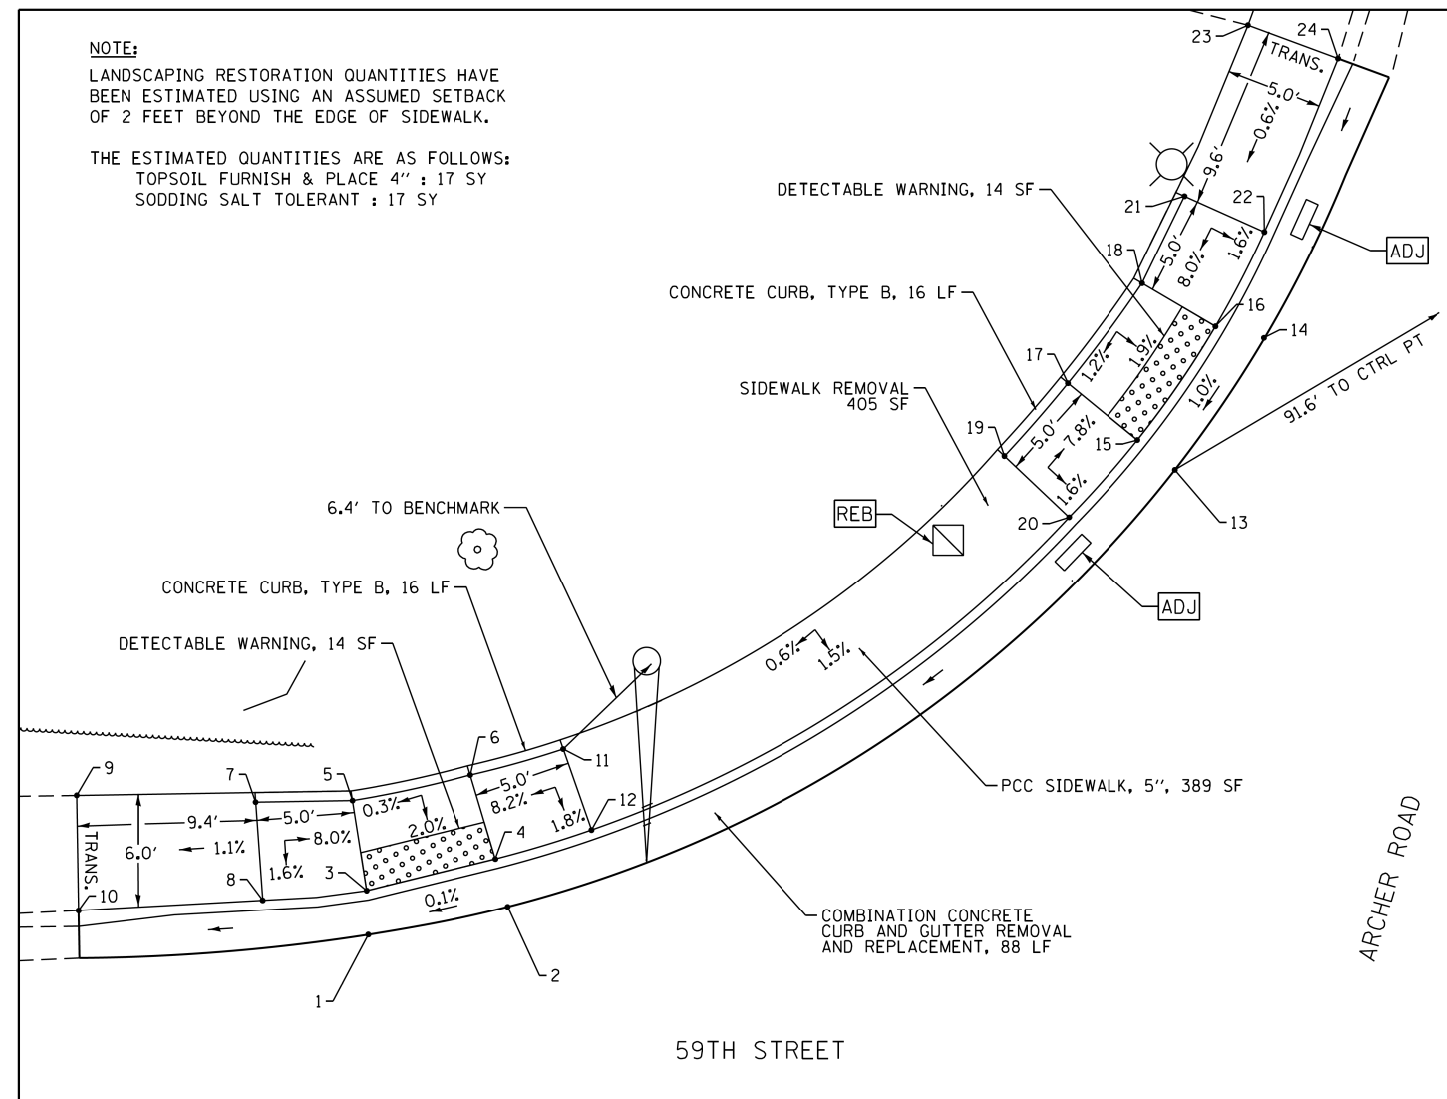 NOTE:
LANDSCAPING RESTORATION QUANTITIES HAVE
BEEN ESTIMATED USING AN ASSUMED SETBACK
OF 2 FEET BEYOND THE EDGE OF SIDEWALK.
THE ESTIMATED QUANTITIES ARE AS FOLLOWS:
TOPSOIL FURNISH & PLACE 4" : 17 SY
SODDING SALT TOLERANT : 17 SY
23
24
TRANS.
5.0'
0.6%
9.6'
DETECTABLE WARNING, 14 SF
21
22
ADJ
18
5.0'
8.0%
1.6%
CONCRETE CURB, TYPE B, 16 LF
16
14
17
1.2%
1.9%
SIDEWALK REMOVAL
405 SF
1.0%
91.6' TO CTRL PT
19
5.0'
7.8%
15
1.6%
6.4' TO BENCHMARK
REB
20
13
CONCRETE CURB, TYPE B, 16 LF
ADJ
DETECTABLE WARNING, 14 SF
0.6%
1.5%
6
11
9
7
5
5.0'
PCC SIDEWALK, 5", 389 SF
0.3%
8.2%
12
9.4'
5.0'
2.0%
1.8%
TRANS.
6.0'
1.1%
8.0%
4
1.6%
3
8
10
0.1%
COMBINATION CONCRETE
CURB AND GUTTER REMOVAL
AND REPLACEMENT, 88 LF
ARCHER ROAD
2
1
59TH STREET